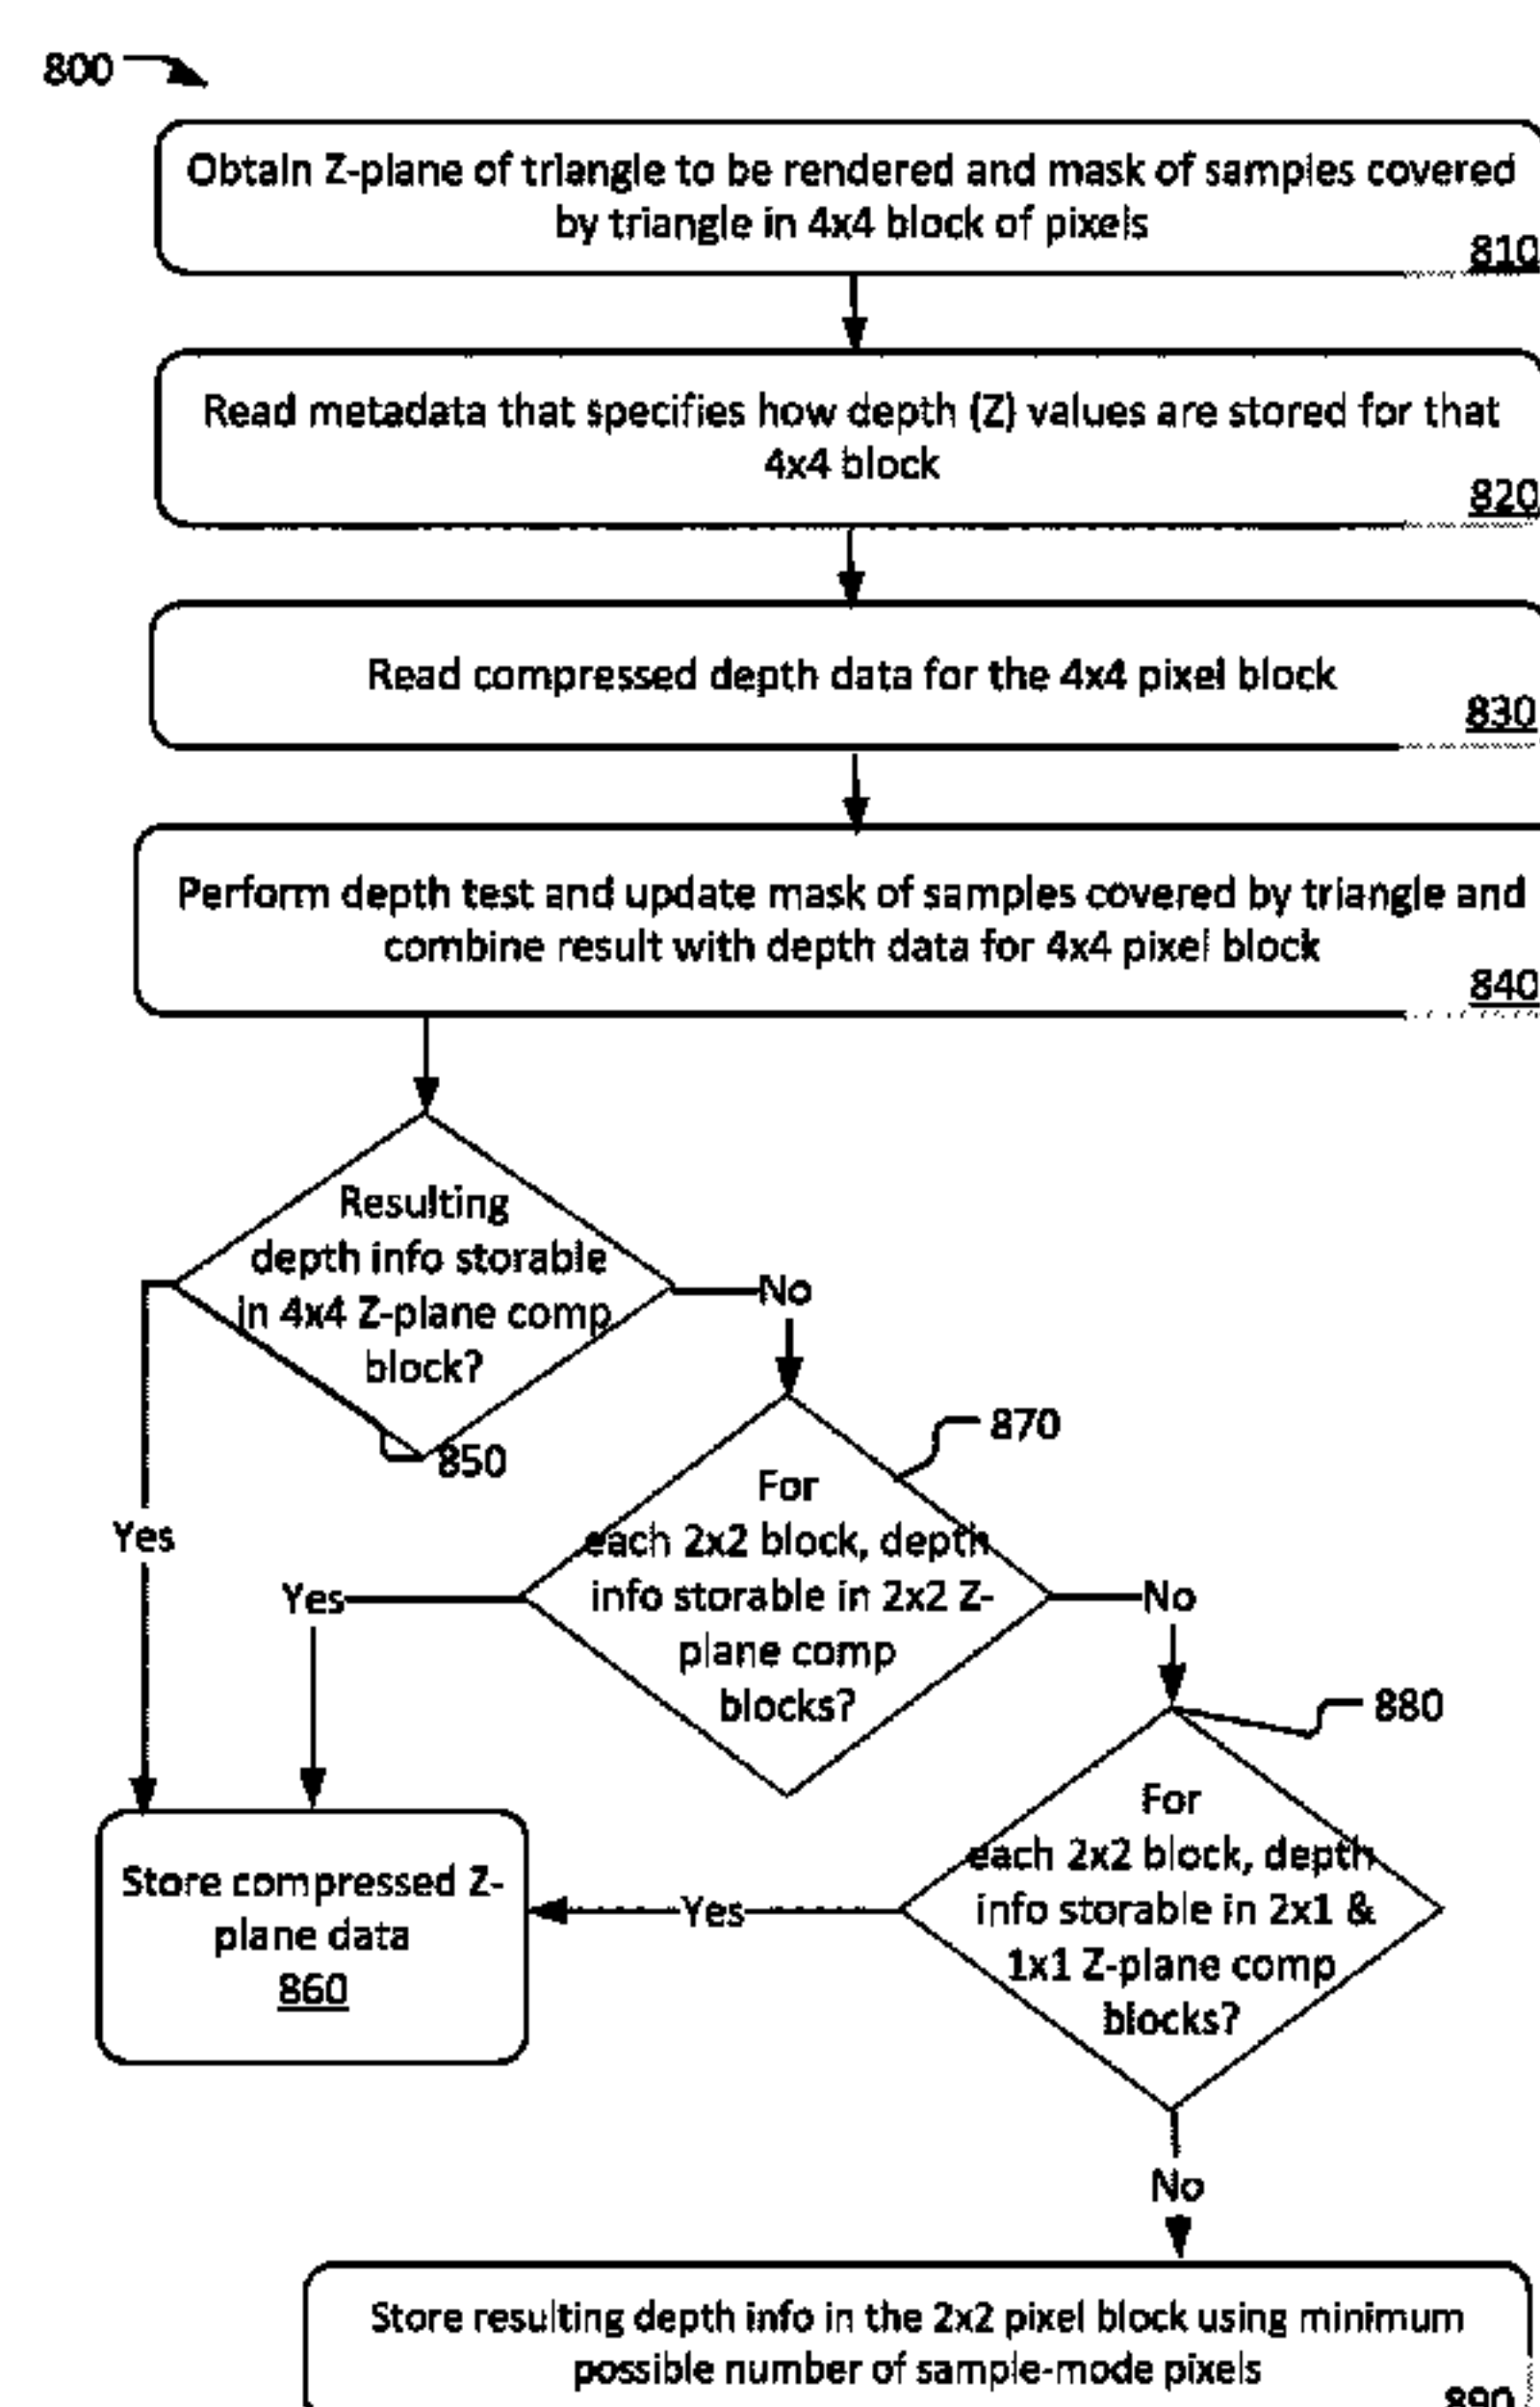 800
Obtain Z-plane of triangle to be rendered and mask of samples covered
by triangle in 4x4 block of pixels
810
Read metadata that specifies how depth (Z) values are stored for that
4x4 block
820
Read compressed depth data for the 4x4 pixel block
830
Perform depth test and update mask of samples covered by triangle and
combine result with depth data for 4x4 pixel block
840
Resulting
depth info storable
in 4x4 Z-plane comp
block?
850
No
Yes
870
For
each 2x2 block, depth
info storable in 2x2 Z-
plane comp
blocks?
Yes
No
880
For
each 2x2 block, depth
info storable in 2x1 &
1x1 Z-plane comp
blocks?
Yes
Store compressed Z-
plane data
860
No
Store resulting depth info in the 2x2 pixel block using minimum
possible number of sample-mode pixels
890